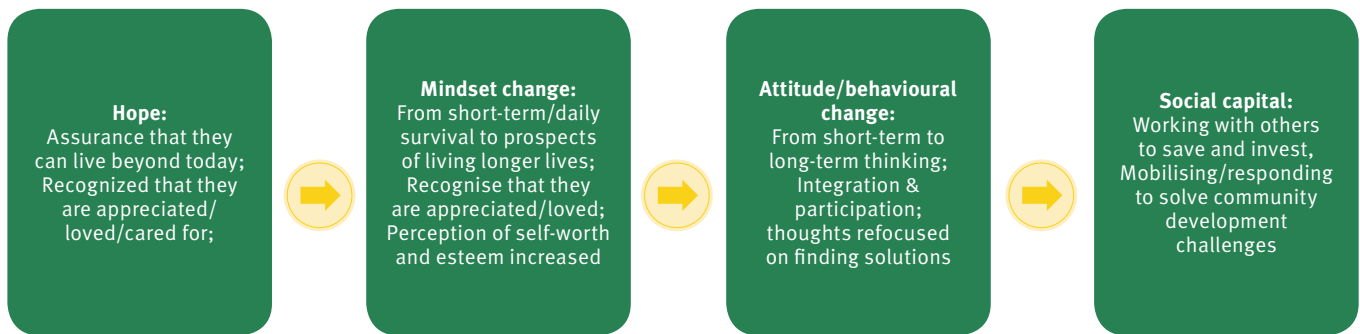 Hope:
Assurance that they
can live beyond today;
Recognized that they
are appreciated/
loved/cared for;
Mindset change:
From short-term/daily
survival to prospects
of living longer lives;
Recognise that they
are appreciated/loved;
Perception of self-worth
and esteem increased
Attitude/behavioural
change:
From short-term to
long-term thinking;
Integration &
participation;
thoughts refocused
on finding solutions
Social capital:
Working with others
to save and invest,
Mobilising/responding
to solve community
development
challenges